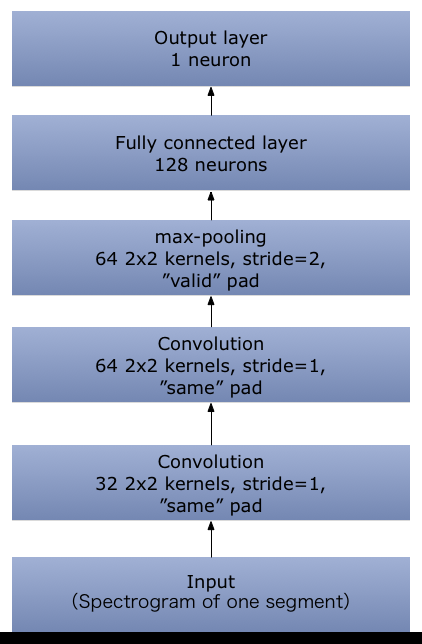 Output layer
1 neuron
Fully connected layer
128 neurons
max-pooling
64 2x2 kernels, stride=2,
”valid” pad
Convolution
64 2x2 kernels, stride=1,
”same” pad
Convolution
32 2x2 kernels, stride=1,
”same” pad
Input
(Spectrogram of one segment)